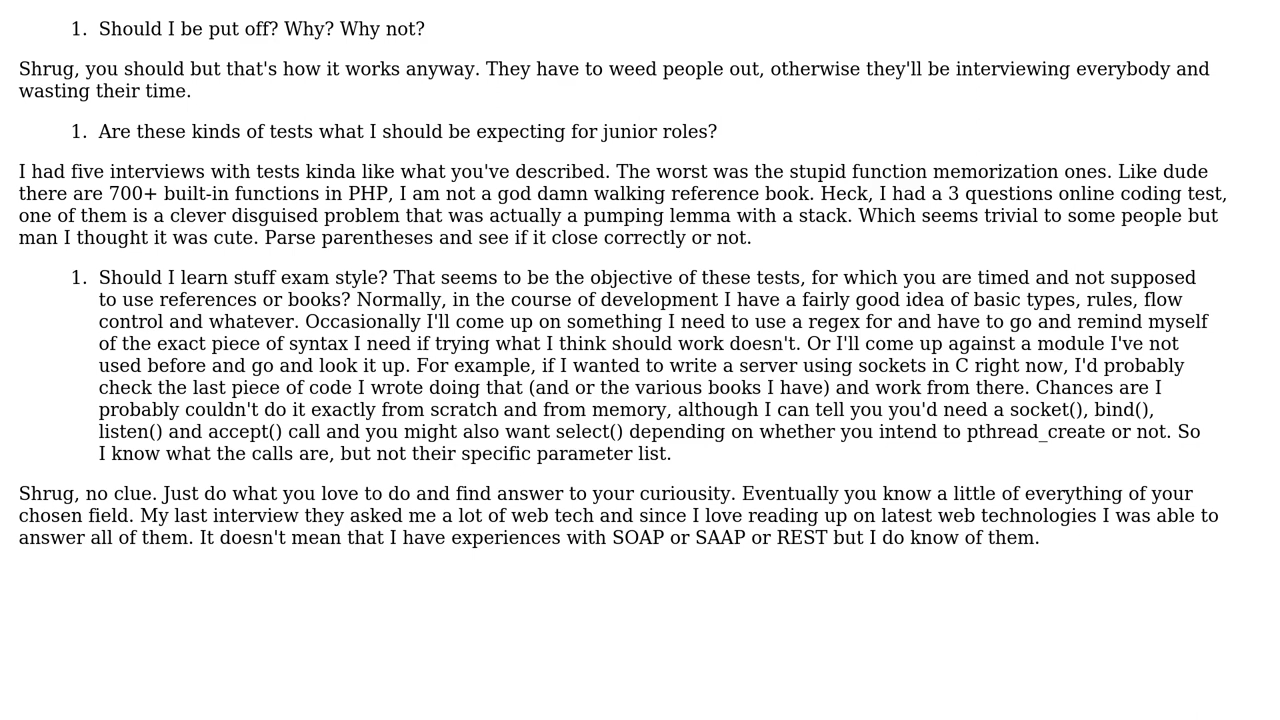 1. Should I be put off? Why? Why not?
Shrug, you should but that's how it works anyway. They have to weed people out, otherwise they'll be interviewing everybody and
wasting their time.
1. Are these kinds of tests what I should be expecting for junior roles?
I had five interviews with tests kinda like what you've described. The worst was the stupid function memorization ones. Like dude
there are 700+ built-in functions in PHP, I am not a god damn walking reference book. Heck, I had a 3 questions online coding test,
one of them is a clever disguised problem that was actually a pumping lemma with a stack. Which seems trivial to some people but
man I thought it was cute. Parse parentheses and see if it close correctly or not.
1. Should I learn stuff exam style? That seems to be the objective of these tests, for which you are timed and not supposed
to use references or books? Normally, in the course of development I have a fairly good idea of basic types, rules, flow
control and whatever. Occasionally I'll come up on something I need to use a regex for and have to go and remind myself
of the exact piece of syntax I need if trying what I think should work doesn't. Or I'll come up against a module I've not
used before and go and look it up. For example, if I wanted to write a server using sockets in C right now, I'd probably
check the last piece of code I wrote doing that (and or the various books I have) and work from there. Chances are I
probably couldn't do it exactly from scratch and from memory, although I can tell you you'd need a socket(), bind(),
listen() and accept() call and you might also want select() depending on whether you intend to pthread_create or not. So
I know what the calls are, but not their specific parameter list.
Shrug, no clue. Just do what you love to do and find answer to your curiousity. Eventually you know a little of everything of your
chosen field. My last interview they asked me a lot of web tech and since I love reading up on latest web technologies I was able to
answer all of them. It doesn't mean that I have experiences with SOAP or SAAP or REST but I do know of them.